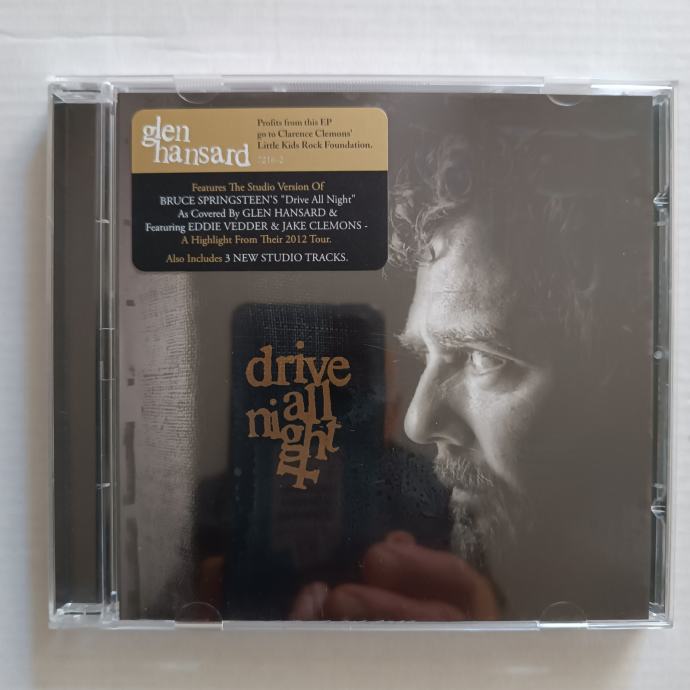 glen
hansard
Profits from this EP
go to Clarence Clemons'
Little Kids Rock Foundation.
7216-2
Features The Studio Version Of
BRUCE SPRINGSTEEN'S "Drive All Night"
As Covered By GLEN HANSARD &
Featuring EDDIE VEDDER & JAKE CLEMONS -
A Highlight From Their 2012 Tour.
Also Includes 3 NEW STUDIO TRACKS.
drive
all
night